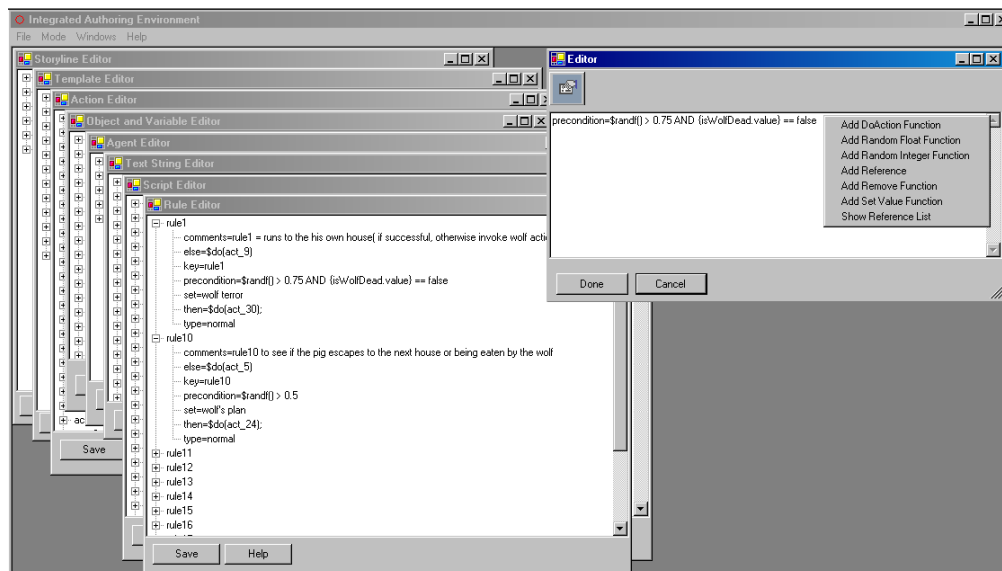 Integrated Authoring Environment
File Mode Windows Help
Storyline Editor
Template Editor
Action Editor
Object and Variable Editor
Agent Editor
Text String Editor
Script Editor
Rule Editor
rule1
comments=rule1 = runs to the his own house( if successful, otherwise invoke wolf
else=$do(act_9)
key=rule1
precondition=$randf() > 0.75 AND {isWolfDead.value} == false
set=wolf terror
then=$do(act_30);
type=normal
rule10
comments=rule10 to see if the pig escapes to the next house or being eaten by the wolf
else=$do(act_5)
key=rule10
precondition=$randf() > 0.5
set=wolf's plan
then=$do(act_24);
type=normal
rule11
rule12
rule13
rule14
rule15
rule16
Save Help
ac
Save
Editor
precondition=$randf() > 0.75 AND {isWolfDead.value} == false
Add DoAction Function
Add Random Float Function
Add Random Integer Function
Add Reference
Add Remove Function
Add Set Value Function
Show Reference List
Done Cancel